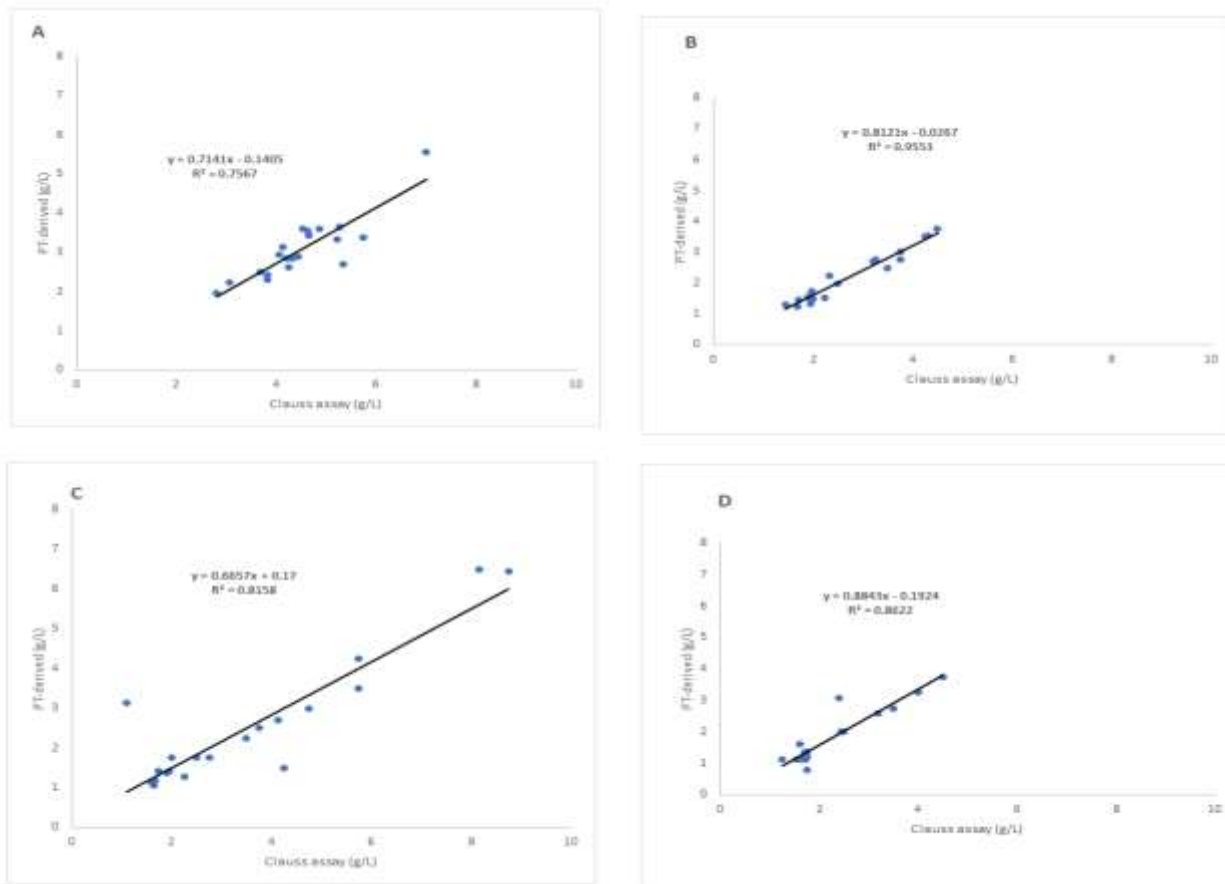 A
8
7
6
5
4
3
2
1
0
PT-derived (g/L)
y = 0.7141x - 0.1405
R² = 0.7567
0 2 4 6 8 10
Clauss assay (g/L)
B
8
7
6
5
4
3
2
1
0
PT-derived (g/L)
y = 0.8121x - 0.0267
R² = 0.9553
0 2 4 6 8 10
Clauss assay (g/L)
C
8
7
6
5
4
3
2
1
0
PT-derived (g/L)
y = 0.6657x + 0.17
R² = 0.8158
0 2 4 6 8 10
Clauss assay (g/L)
D
8
7
6
5
4
3
2
1
0
PT-derived (g/L)
y = 0.8843x - 0.1924
R² = 0.8622
0 2 4 6 8 10
Clauss assay (g/L)